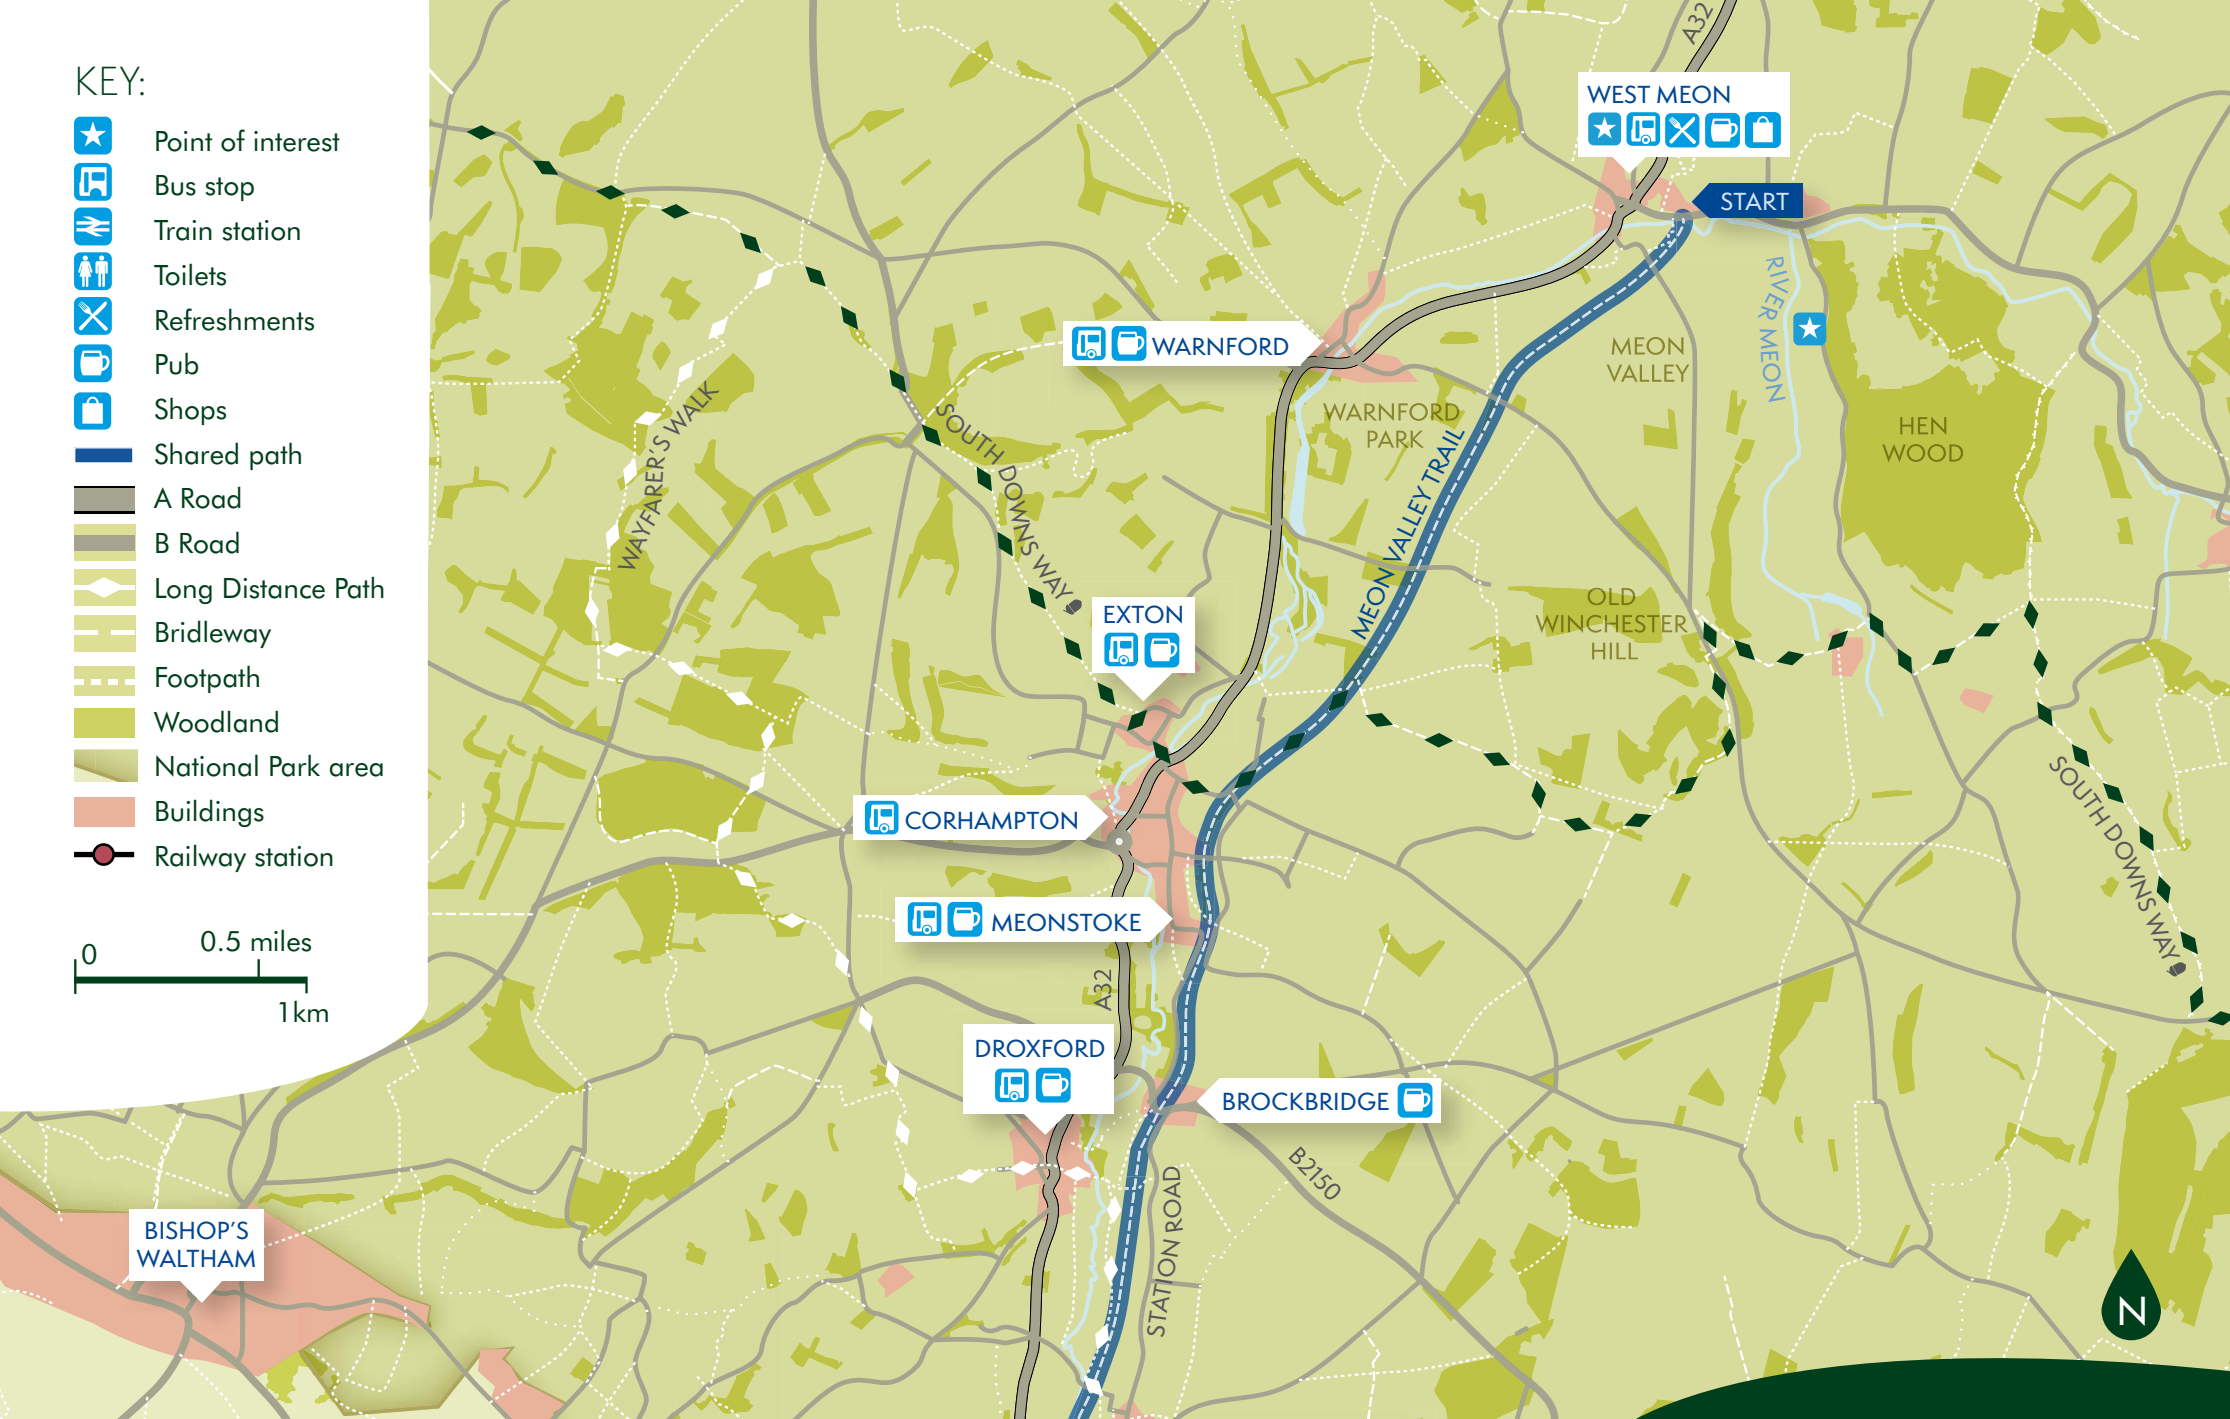 KEY:
Point of interest
Bus stop
Train station
Toilets
Refreshments
Pub
Shops
Shared path
A Road
B Road
Long Distance Path
Bridleway
Footpath
Woodland
National Park area
Buildings
Railway station
0
0.5 miles
1km
A32
WEST MEON
START
RIVER MEON
WARNFORD
MEON
VALLEY
WARNFORD
PARK
HEN
WOOD
WAYFARER'S WALK
SOUTH DOWNS WAY
MEON VALLEY TRAIL
EXTON
OLD
WINCHESTER
HILL
SOUTH DOWNS WAY
CORHAMPTON
MEONSTOKE
A32
DROXFORD
BROCKBRIDGE
B2150
STATION ROAD
BISHOP'S
WALTHAM
N